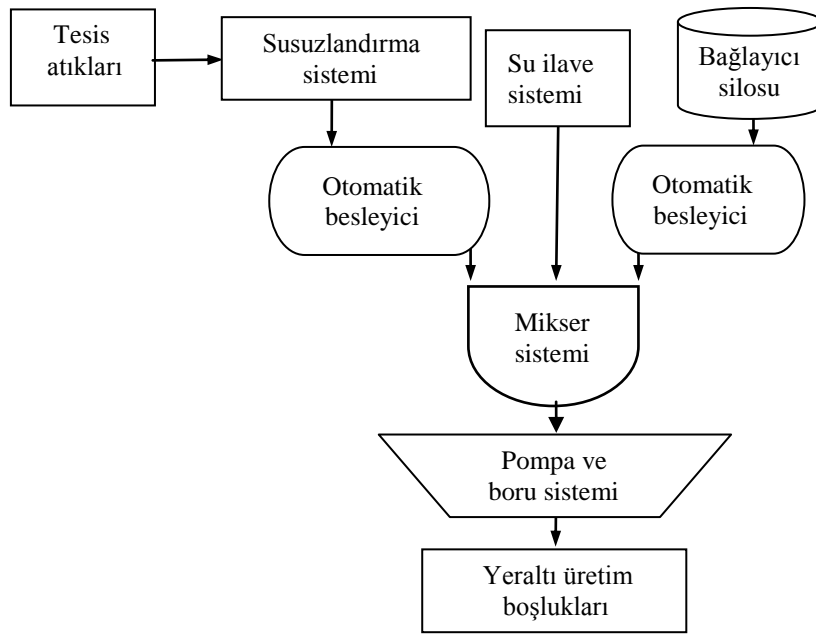 Tesis
atıkları
Susuzlandırma
sistemi
Su ilave
sistemi
Bağlayıcı
silosu
Otomatik
besleyici
Otomatik
besleyici
Mikser
sistemi
Pompa ve
boru sistemi
Yeraltı üretim
boşlukları